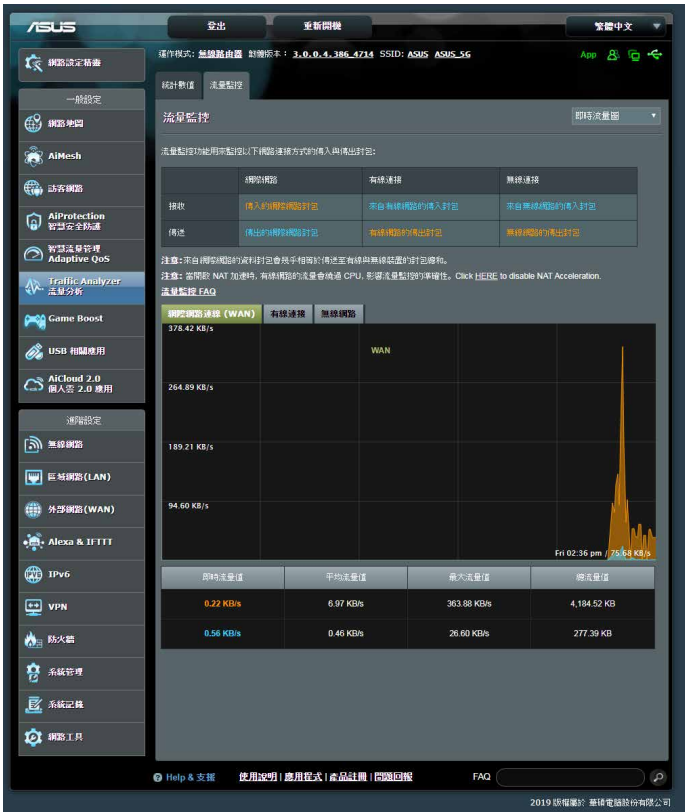 ASUS
登出
重新開機
繁體中文
運作模式: 無線路由器 韌體版本: 3.0.0.4.386_4714 SSID: ASUS ASUS_5G
App
網路設定精靈
一般設定
網路地圖
AiMesh
訪客網路
AiProtection
智慧安全防護
智慧流量管理
Adaptive QoS
Traffic Analyzer
流量分析
Game Boost
USB 相關應用
AiCloud 2.0
個人雲 2.0 應用
進階設定
無線網路
區域網路(LAN)
外部網路(WAN)
Alexa & IFTTT
IPv6
VPN
防火牆
系統管理
系統記錄
網路工具
統計數值 流量監控
流量監控
即時流量圖
流量監控功能用來監控以下網路連接方式的傳入與傳出封包:
網際網路 有線連接 無線連接
接收 傳入的網際網路封包 來自有線網路的傳入封包 來自無線網路的傳入封包
傳送 傳出的網際網路封包 有線網路的傳出封包 無線網路的傳出封包
注意:來自網際網路的資料封包會幾乎相等於傳送至有線與無線裝置的封包總和。
注意: 當開啟 NAT 加速時, 有線網路的流量會繞過 CPU, 影響流量監控的準確性。Click HERE to disable NAT Acceleration.
流量監控 FAQ
網際網路連線 (WAN) 有線連接 無線網路
378.42 KB/s
WAN
264.89 KB/s
189.21 KB/s
94.60 KB/s
Fri 02:36 pm / 75.68 KB/s
即時流量值 平均流量值 最大流量值 總流量值
0.22 KB/s 6.97 KB/s 363.88 KB/s 4,184.52 KB
0.56 KB/s 0.46 KB/s 26.60 KB/s 277.39 KB
Help & 支援 使用說明 | 應用程式 | 產品註冊 | 問題回報 FAQ
2019 版權屬於 華碩電腦股份有限公司